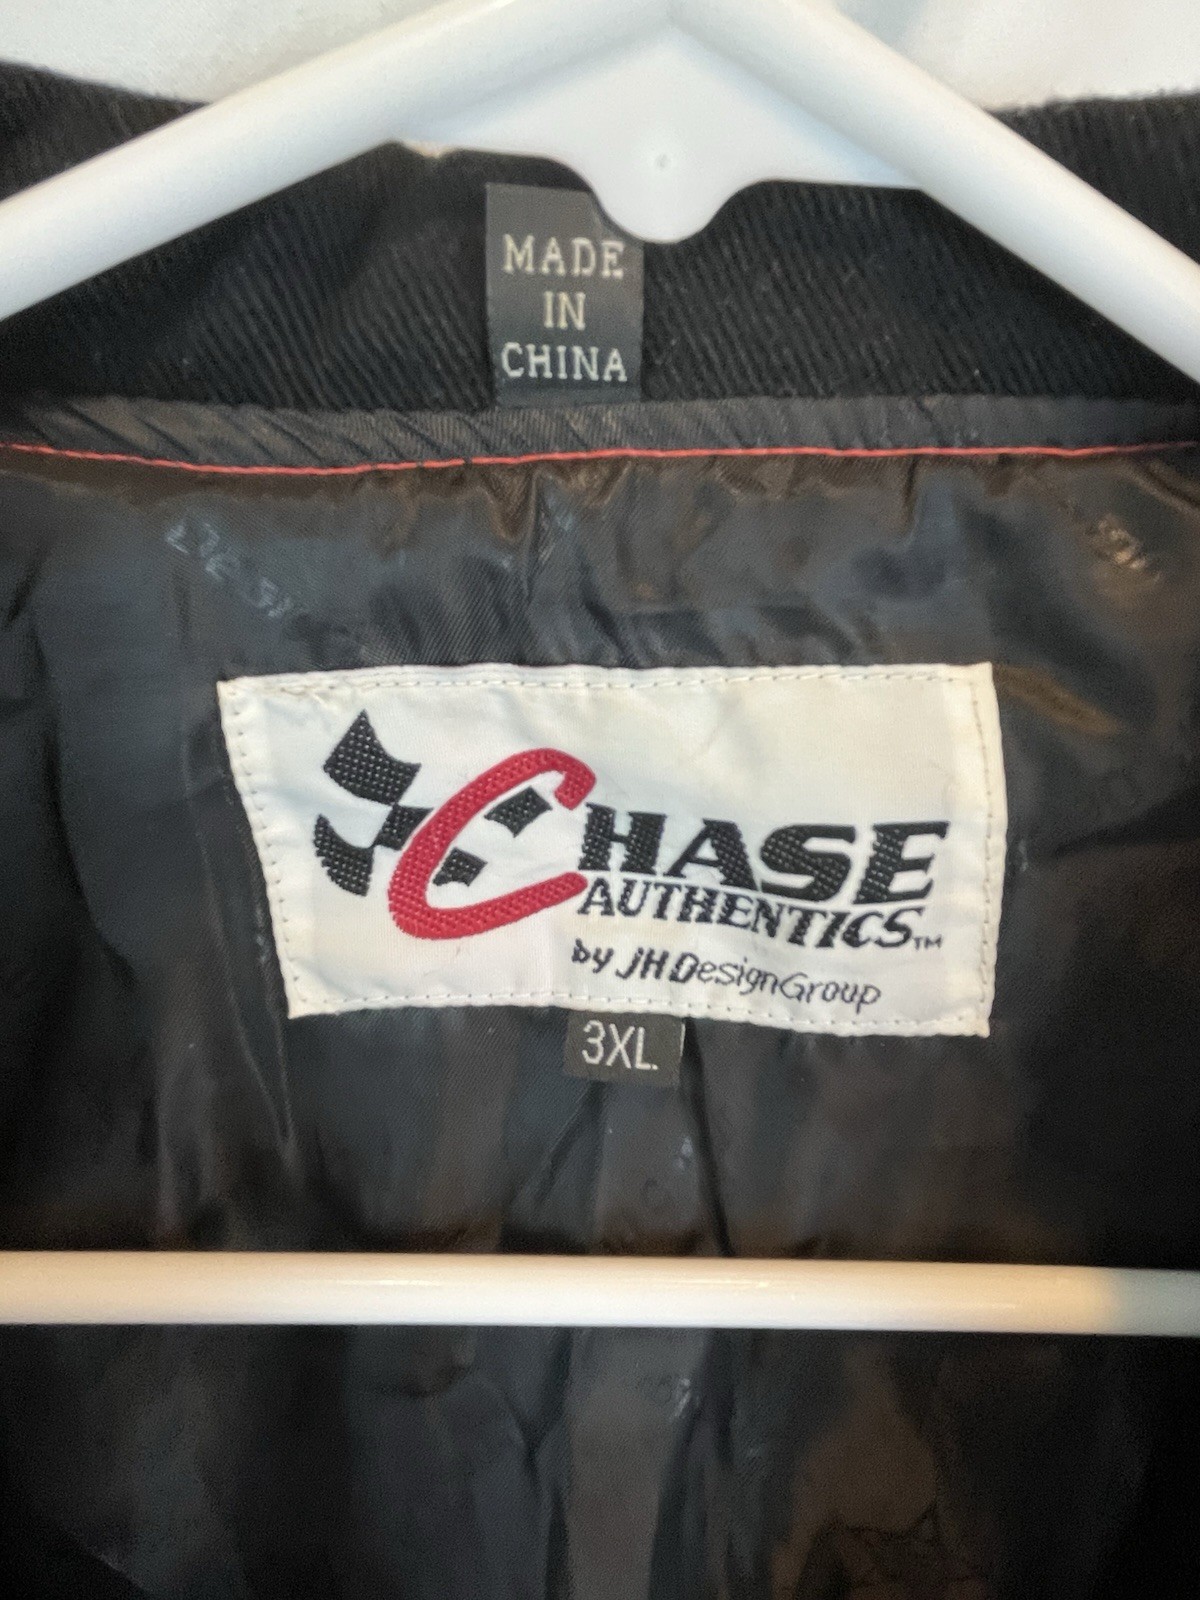 MADE
IN
CHINA
CHASE
AUTHENTICS™
by JH DesignGroup
3XL